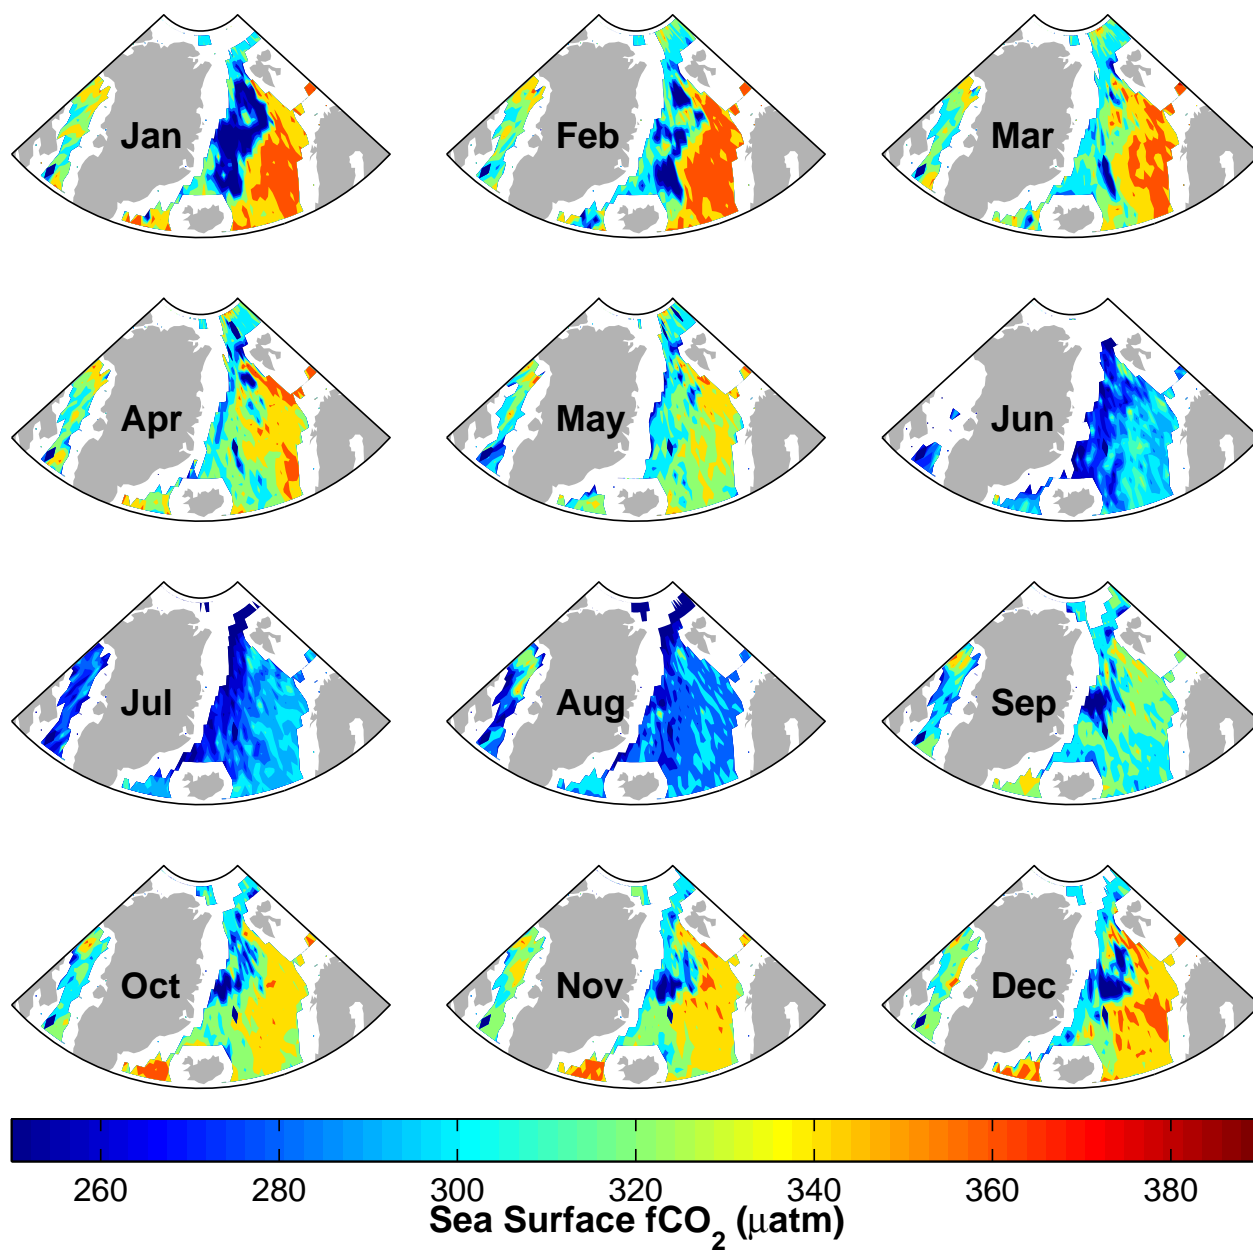 Jan Feb Mar
Apr May Jun
Jul Aug Sep
Oct Nov Dec
260 280 300 320 340 360 380
Sea Surface fCO₂ (μatm)